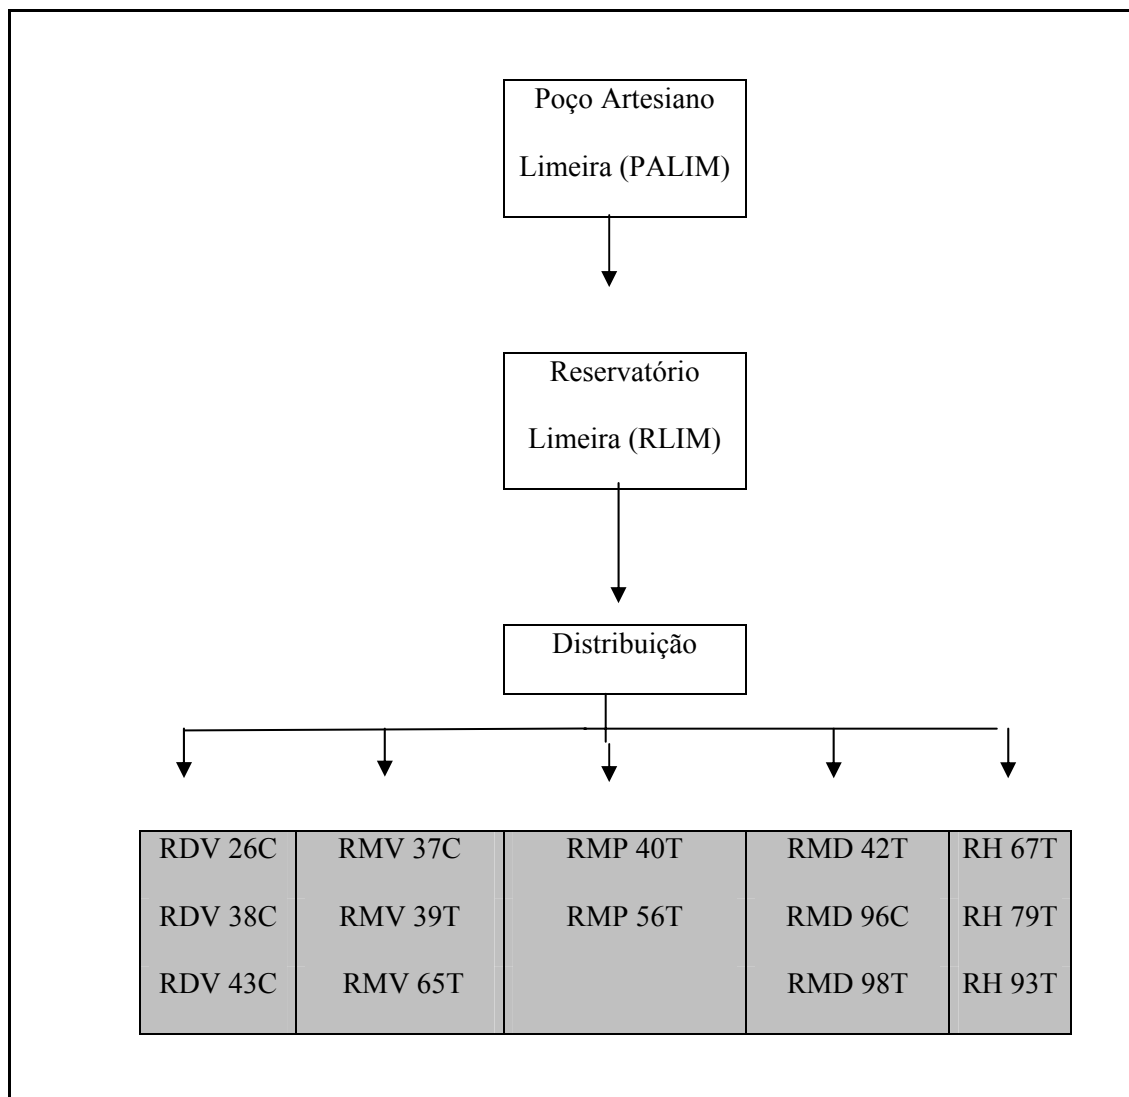 Poço Artesiano
Limeira (PALIM)
Reservatório
Limeira (RLIM)
Distribuição
RDV 26C RMV 37C RMP 40T RMD 42T RH 67T
RDV 38C RMV 39T RMP 56T RMD 96C RH 79T
RDV 43C RMV 65T RMD 98T RH 93T